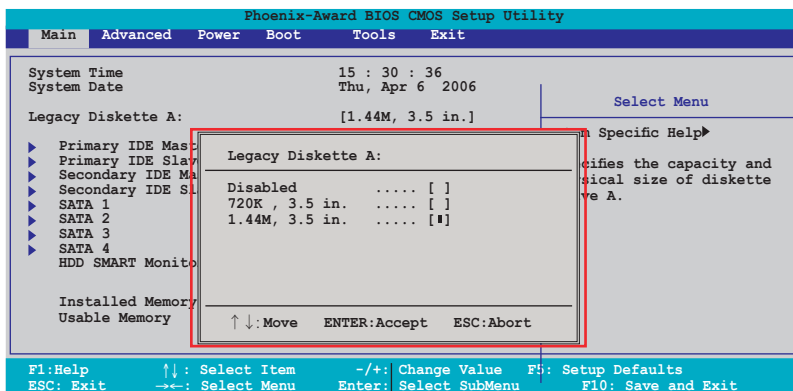 Phoenix-Award BIOS CMOS Setup Utility
Main Advanced Power Boot Tools Exit
System Time 15 : 30 : 36
System Date Thu, Apr 6 2006
Legacy Diskette A: [1.44M, 3.5 in.]
Primary IDE Mast
Primary IDE Slav
Secondary IDE Ma
Secondary IDE Sl
SATA 1
SATA 2
SATA 3
SATA 4
HDD SMART Monito
Installed Memory
Usable Memory
Legacy Diskette A:
Disabled ..... [ ]
720K , 3.5 in. ..... [ ]
1.44M, 3.5 in. ..... [▮]
↑↓:Move ENTER:Accept ESC:Abort
Select Menu
m Specific Help
cifies the capacity and
sical size of diskette
ve A.
F1:Help ↑↓: Select Item -/+: Change Value F5: Setup Defaults
ESC: Exit →←: Select Menu Enter: Select SubMenu F10: Save and Exit